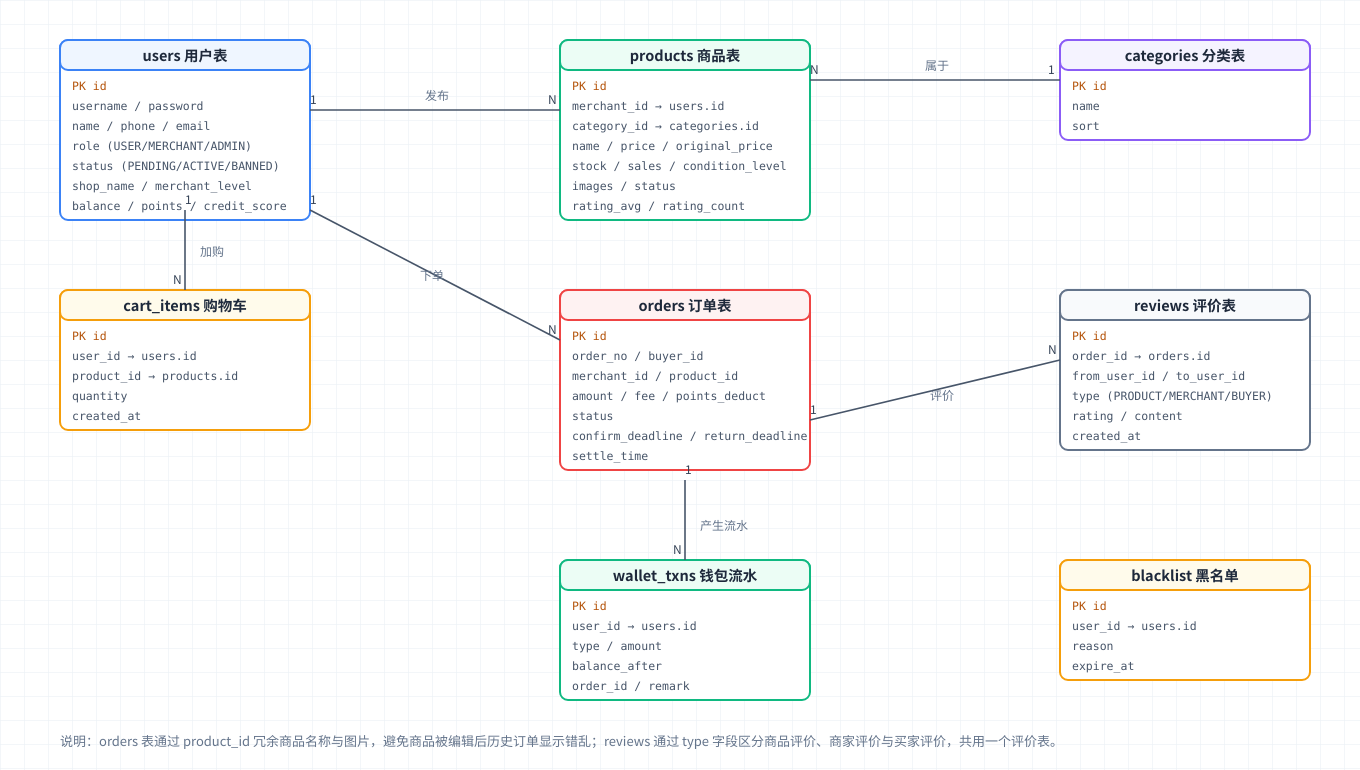 users 用户表
PK id
username / password
name / phone / email
role (USER/MERCHANT/ADMIN)
status (PENDING/ACTIVE/BANNED)
shop_name / merchant_level
balance / points / credit_score
1
发布
N
1
下单
N
1
加购
N
products 商品表
PK id
merchant_id → users.id
category_id → categories.id
name / price / original_price
stock / sales / condition_level
images / status
rating_avg / rating_count
N
属于
1
categories 分类表
PK id
name
sort
cart_items 购物车
PK id
user_id → users.id
product_id → products.id
quantity
created_at
orders 订单表
PK id
order_no / buyer_id
merchant_id / product_id
amount / fee / points_deduct
status
confirm_deadline / return_deadline
settle_time
1
评价
N
reviews 评价表
PK id
order_id → orders.id
from_user_id / to_user_id
type (PRODUCT/MERCHANT/BUYER)
rating / content
created_at
1
产生流水
N
wallet_txns 钱包流水
PK id
user_id → users.id
type / amount
balance_after
order_id / remark
blacklist 黑名单
PK id
user_id → users.id
reason
expire_at
说明：orders 表通过 product_id 冗余商品名称与图片，避免商品被编辑后历史订单显示错乱；reviews 通过 type 字段区分商品评价、商家评价与买家评价，共用一个评价表。